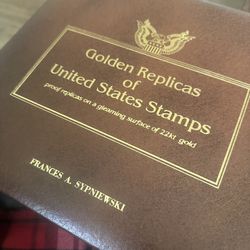 Golden Replicas
of
United States Stamps
proof replicas on a gleaming surface of 22kt gold
FRANCES A. SYPNIEWSKI